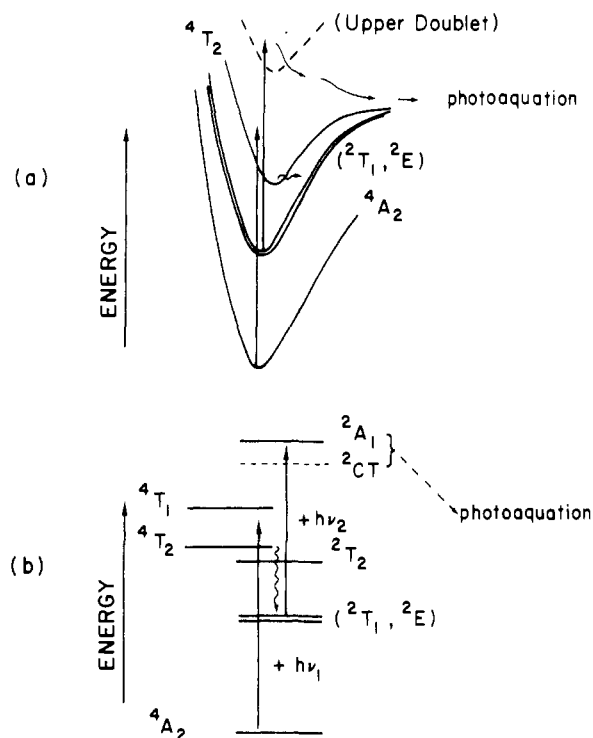 ⁴T₂
(Upper Doublet)
photoaquation
(a)
ENERGY
(²T₁, ²E)
⁴A₂
²A₁
²CT
⁴T₁
photoaquation
+ hν₂
⁴T₂
²T₂
(b)
ENERGY
(²T₁, ²E)
+ hν₁
⁴A₂